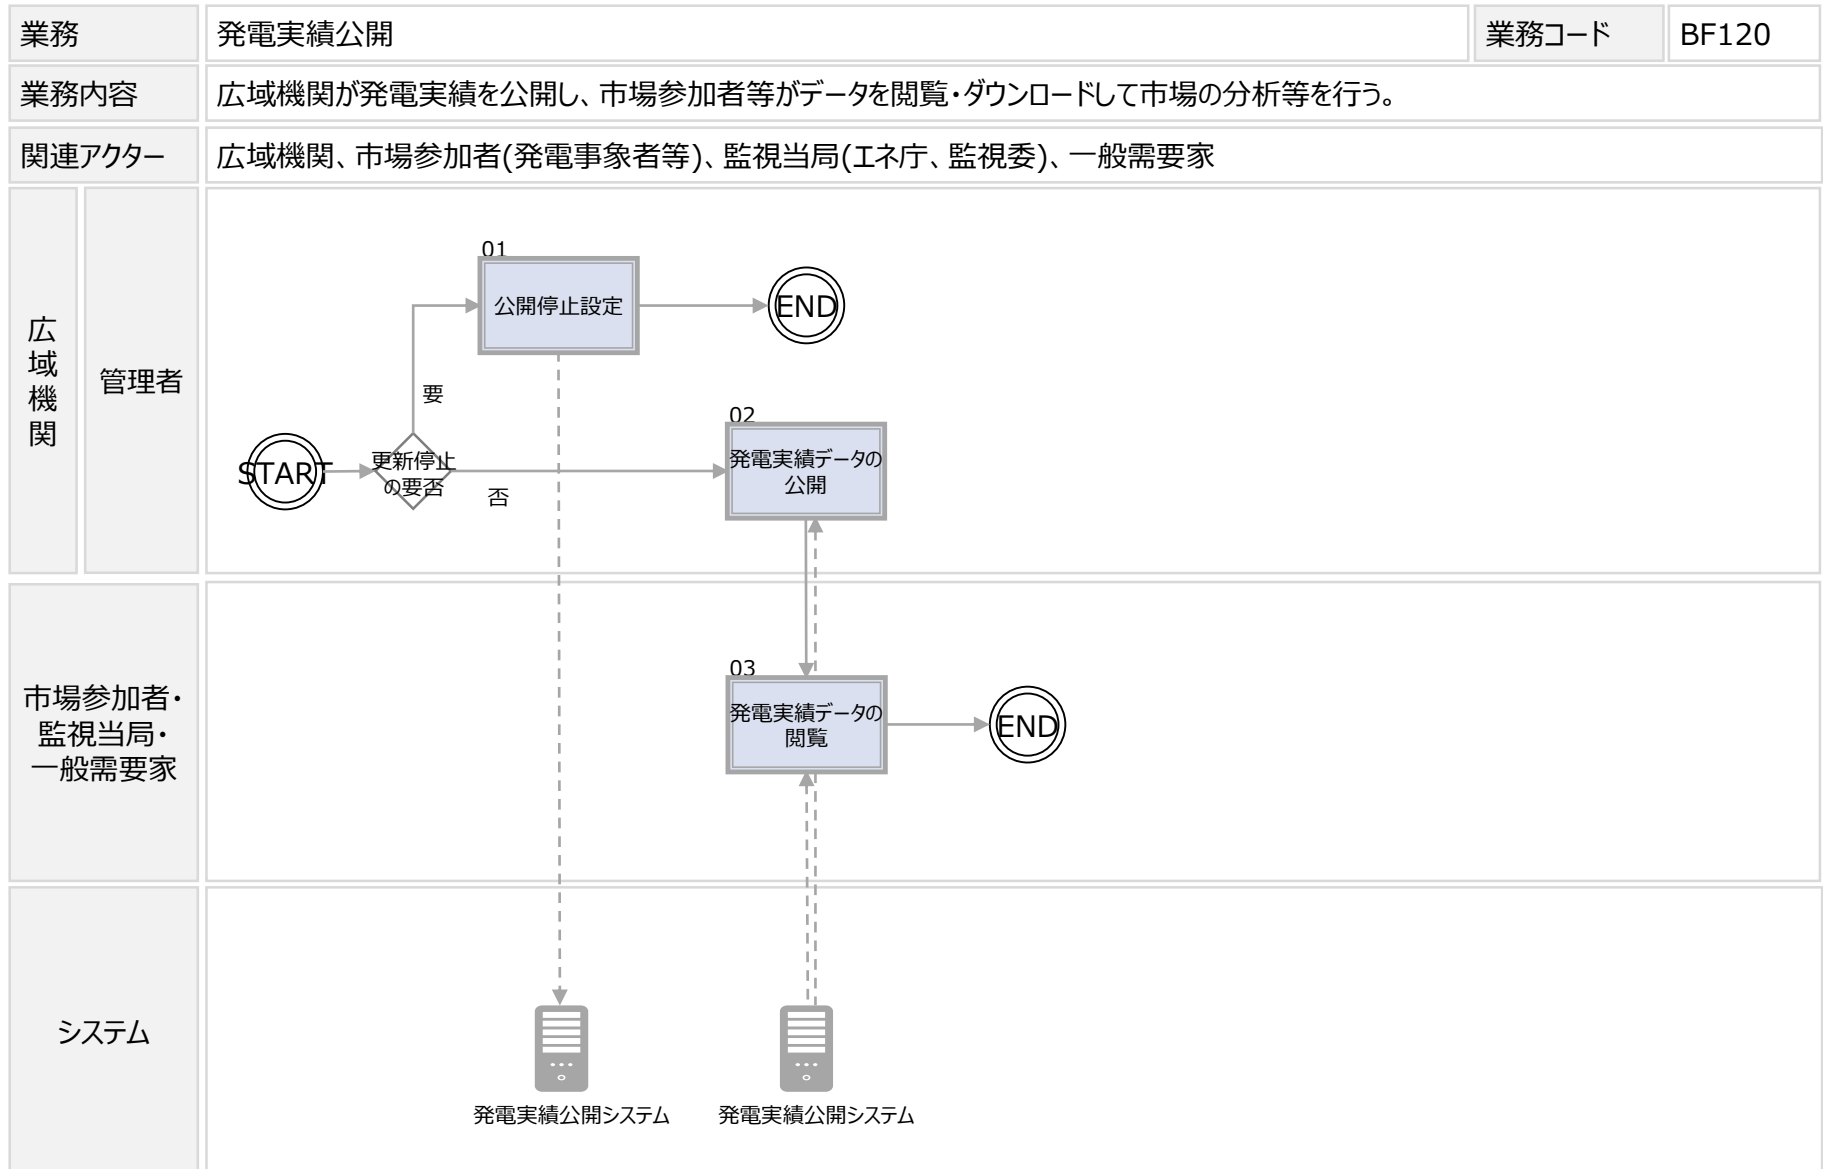 業務
発電実績公開
業務コード
BF120
業務内容
広域機関が発電実績を公開し、市場参加者等がデータを閲覧・ダウンロードして市場の分析等を行う。
関連アクター
広域機関、市場参加者(発電事象者等)、監視当局(エネ庁、監視委)、一般需要家
広
域
機
関
管理者
01
公開停止設定
END
要
02
START
更新停止
の要否
否
発電実績データの
公開
市場参加者・
監視当局・
一般需要家
03
発電実績データの
閲覧
END
システム
発電実績公開システム
発電実績公開システム